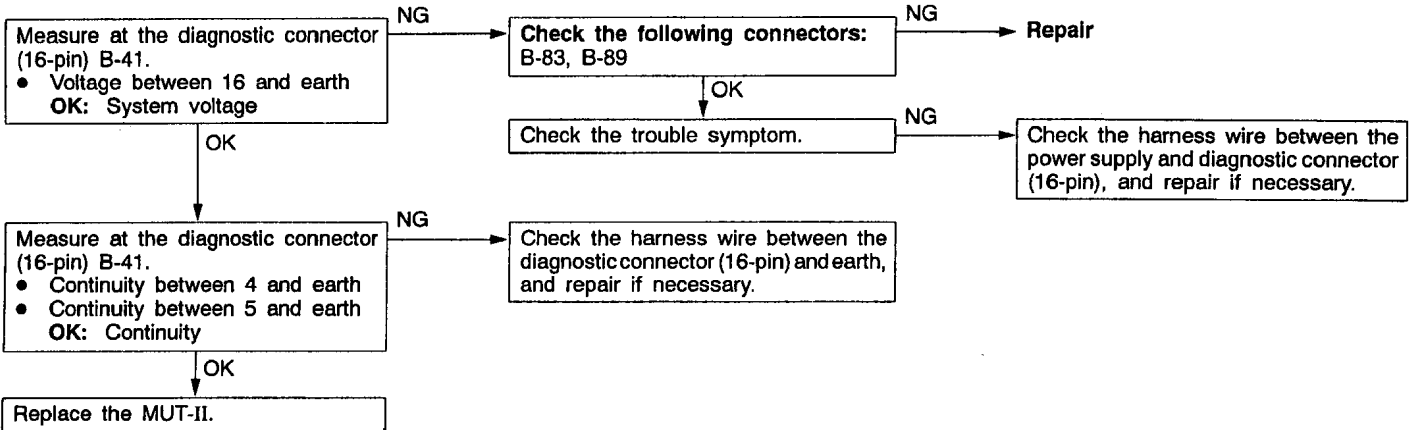 Measure at the diagnostic connector
(16-pin) B-41.
● Voltage between 16 and earth
OK: System voltage
NG
Check the following connectors:
B-83, B-89
NG
Repair
OK
Check the trouble symptom.
NG
Check the harness wire between the
power supply and diagnostic connector
(16-pin), and repair if necessary.
OK
Measure at the diagnostic connector
(16-pin) B-41.
● Continuity between 4 and earth
● Continuity between 5 and earth
OK: Continuity
NG
Check the harness wire between the
diagnostic connector (16-pin) and earth,
and repair if necessary.
OK
Replace the MUT-II.